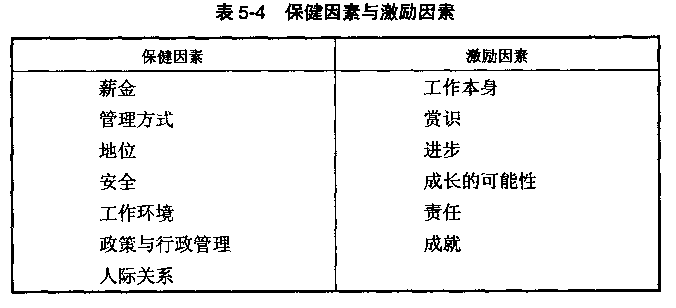 表 5-4 保健因素与激励因素
保健因素 激励因素
薪金 工作本身
管理方式 赏识
地位 进步
安全 成长的可能性
工作环境 责任
政策与行政管理 成就
人际关系